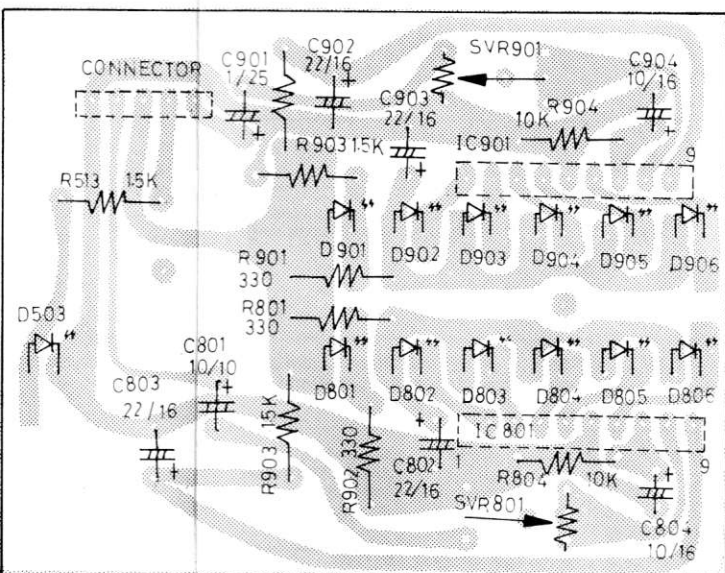 CONNECTOR
C901
1/25
C902
22/16
+
SVR901
C904
10/16
+
C903
22/16
+
R904
10K
+
R903 1.5K
IC901
9
R513 1.5K
D901
D902
D903
D904
D905
D906
R901
330
R801
330
D503
C801
10/10
+
D801
D802
D803
D804
D805
D806
C803
22/16
+
R903 1.5K
R902 330
+
C802
22/16
IC801
1
9
R804
10K
SVR801
+
C804
10/16